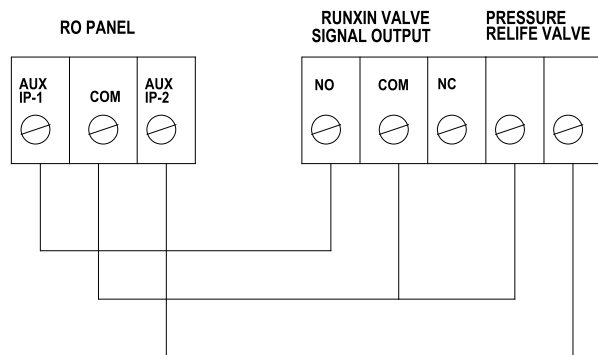 RO PANEL
RUNXIN VALVE
SIGNAL OUTPUT
PRESSURE
RELIFE VALVE
AUX
IP-1
COM
AUX
IP-2
NO
COM
NC